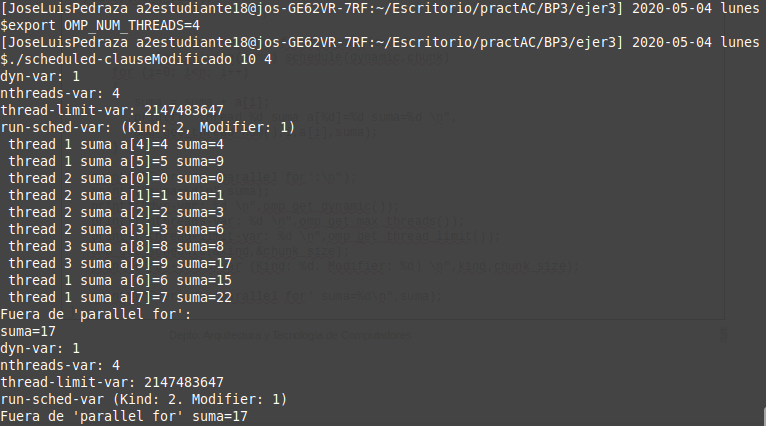 [JoseLuisPedraza a2estudiante18@jos-GE62VR-7RF:~/Escritorio/practAC/BP3/ejer3] 2020-05-04 lunes
$export OMP_NUM_THREADS=4
[JoseLuisPedraza a2estudiante18@jos-GE62VR-7RF:~/Escritorio/practAC/BP3/ejer3] 2020-05-04 lunes
$./scheduled-clauseModificado 10 4
dyn-var: 1
nthreads-var: 4
thread-limit-var: 2147483647
run-sched-var: (Kind: 2, Modifier: 1)
thread 1 suma a[4]=4 suma=4
thread 1 suma a[5]=5 suma=9
thread 2 suma a[0]=0 suma=0
thread 2 suma a[1]=1 suma=1
thread 2 suma a[2]=2 suma=3
thread 2 suma a[3]=3 suma=6
thread 3 suma a[8]=8 suma=8
thread 3 suma a[9]=9 suma=17
thread 1 suma a[6]=6 suma=15
thread 1 suma a[7]=7 suma=22
Fuera de 'parallel for':
suma=17
dyn-var: 1
nthreads-var: 4
thread-limit-var: 2147483647
run-sched-var (Kind: 2. Modifier: 1)
Fuera de 'parallel for' suma=17